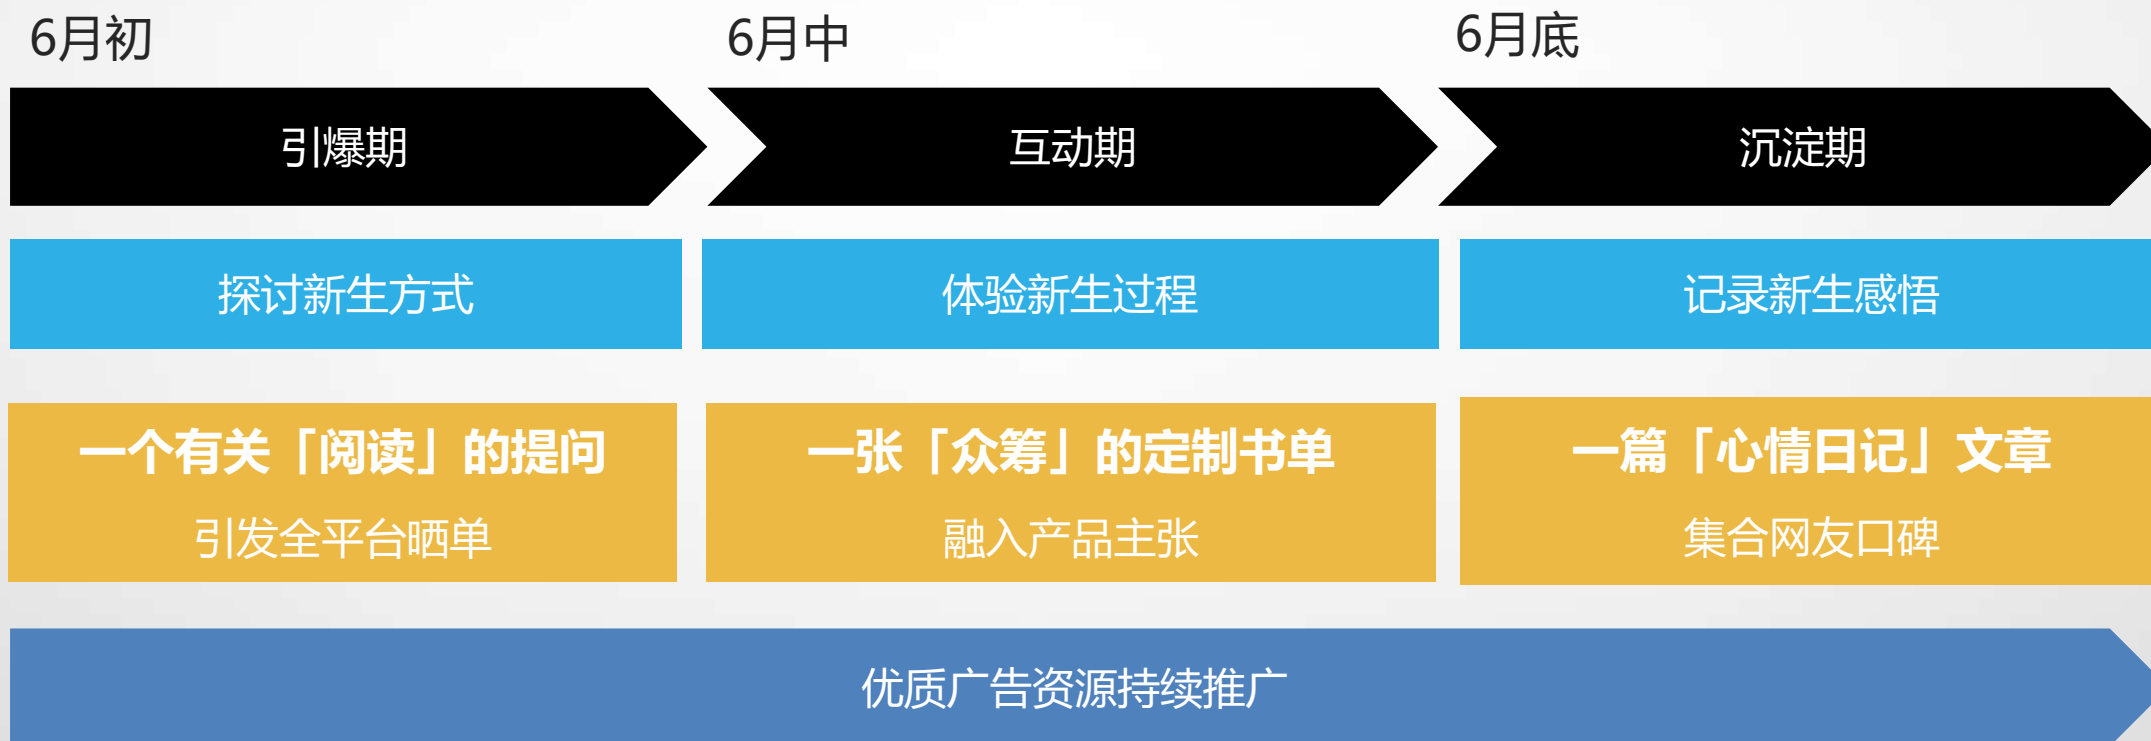 6月初
6月中
6月底
引爆期
互动期
沉淀期
探讨新生方式
体验新生过程
记录新生感悟
一个有关「阅读」的提问
引发全平台晒单
一张「众筹」的定制书单
融入产品主张
一篇「心情日记」文章
集合网友口碑
优质广告资源持续推广